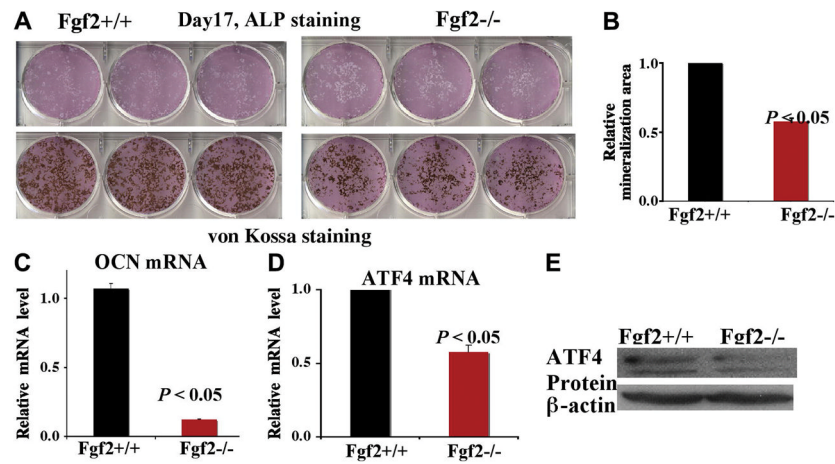 A Fgf2+/+ Day17, ALP staining Fgf2-/-
von Kossa staining
B
Relative
mineralization area
1.0
0.5
0.0
P < 0.05
Fgf2+/+ Fgf2-/-
C OCN mRNA
Relative mRNA level
1.0
0.5
0.0
P < 0.05
Fgf2+/+ Fgf2-/-
D ATF4 mRNA
Relative mRNA level
1.0
0.5
0.0
P < 0.05
Fgf2+/+ Fgf2-/-
E
Fgf2+/+ Fgf2-/-
ATF4
Protein
β-actin